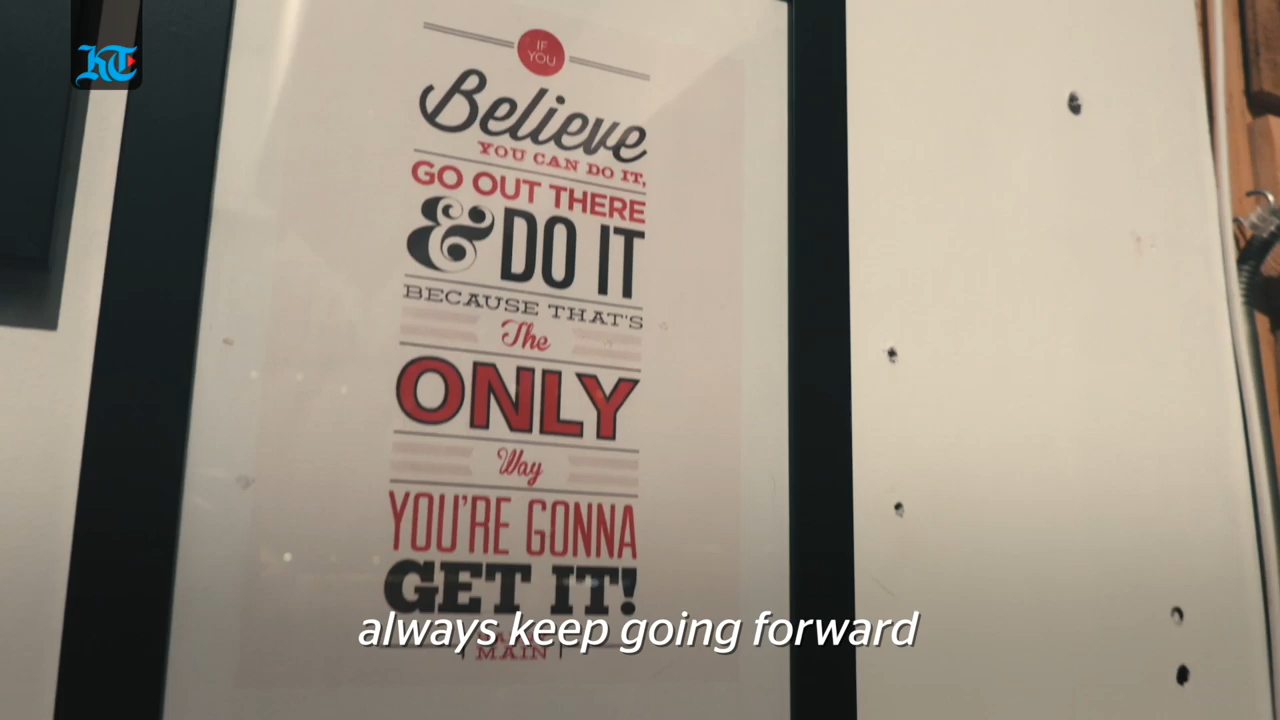 KT
IF
YOU
Believe
YOU CAN DO IT,
GO OUT THERE
& DO IT
BECAUSE THAT'S
The
ONLY
Way
YOU'RE GONNA
GET IT!
always keep going forward
MAIN